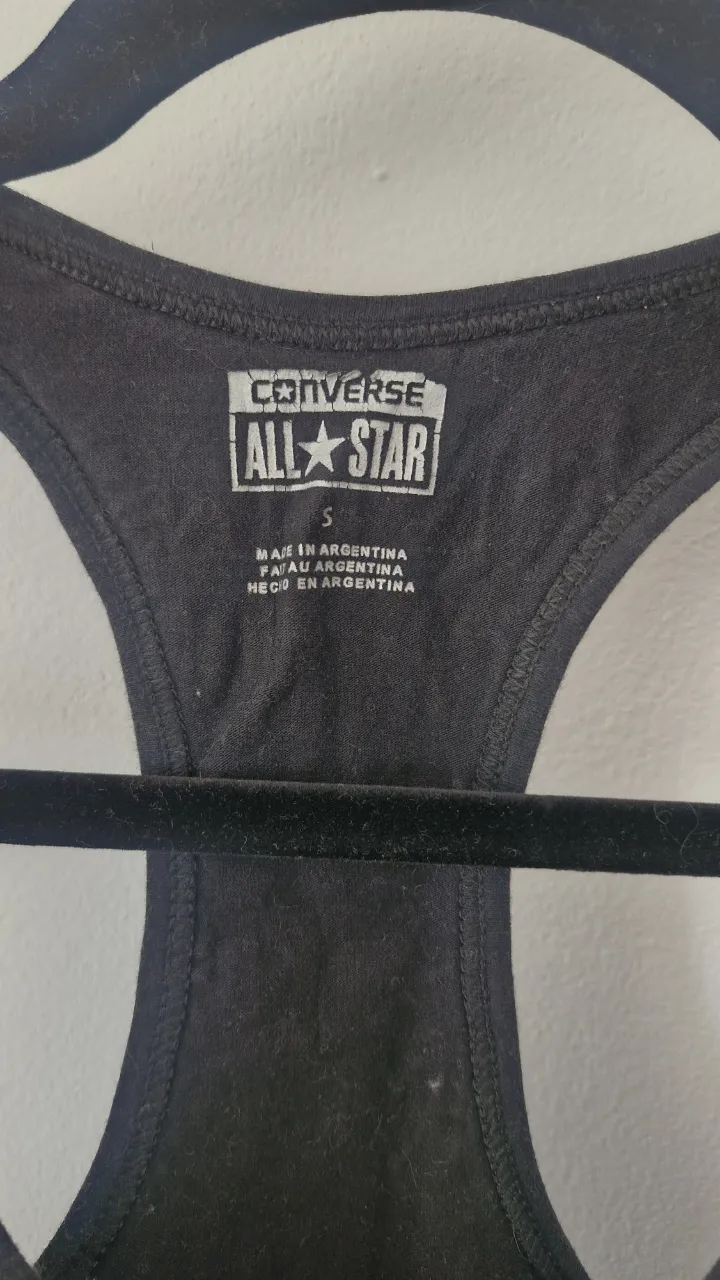 CONVERSE
ALL★STAR
S
MADE IN ARGENTINA
FAIT AU ARGENTINA
HECHO EN ARGENTINA